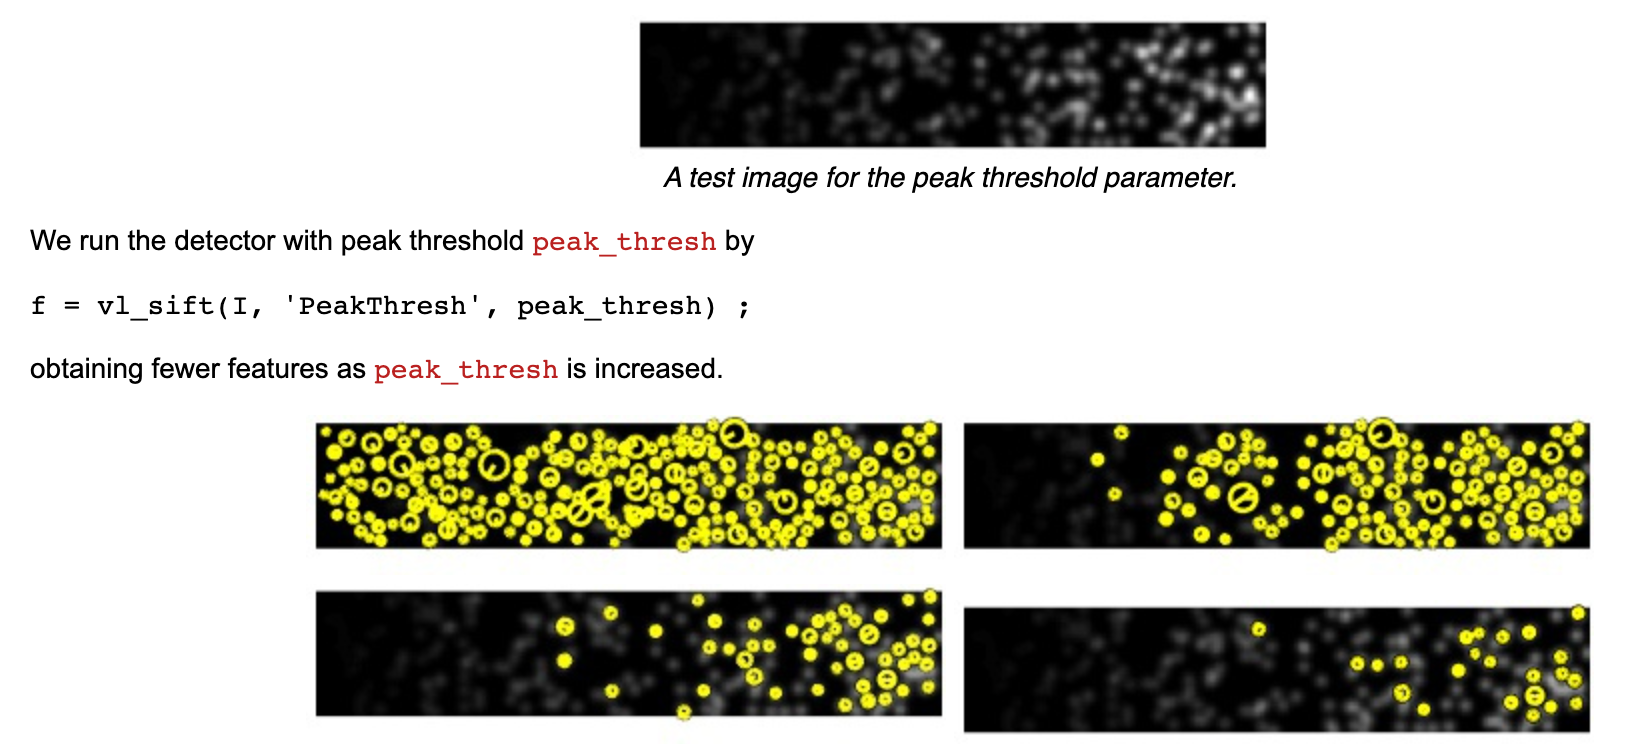 A test image for the peak threshold parameter.
We run the detector with peak threshold peak_thresh by
f = vl_sift(I, 'PeakThresh', peak_thresh) ;
obtaining fewer features as peak_thresh is increased.